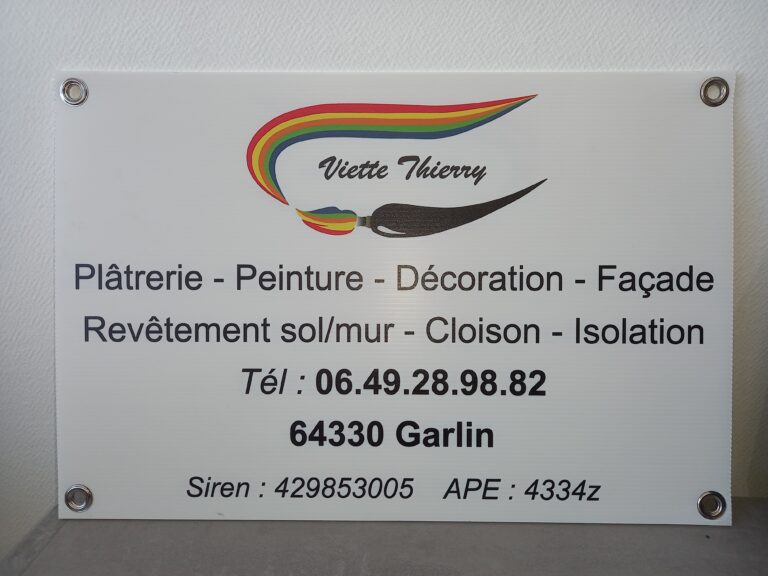 Viette Thierry
Plâtrerie - Peinture - Décoration - Façade
Revêtement sol/mur - Cloison - Isolation
Tél : 06.49.28.98.82
64330 Garlin
Siren : 429853005 APE : 4334z